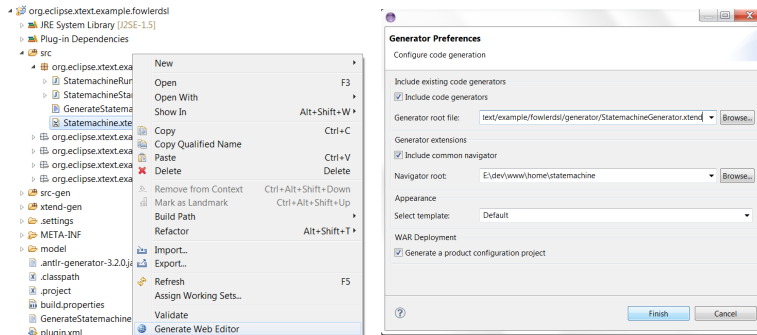 org.eclipse.xtext.example.fowlerdsl
JRE System Library [J2SE-1.5]
Plug-in Dependencies
src
org.eclipse.xtext.exa
StatemachineRun
StatemachineStan
GenerateStatema
Statemachine.xte
org.eclipse.xtext.exa
org.eclipse.xtext.exa
org.eclipse.xtext.exa
org.eclipse.xtext.exa
src-gen
xtend-gen
.settings
META-INF
model
.antlr-generator-3.2.0.ja
.classpath
.project
build.properties
GenerateStatemachine
plugin.xml
New
Open F3
Open With
Show In Alt+Shift+W
Copy Ctrl+C
Copy Qualified Name
Paste Ctrl+V
Delete Delete
Remove from Context Ctrl+Alt+Shift+Down
Mark as Landmark Ctrl+Alt+Shift+Up
Build Path
Refactor Alt+Shift+T
Import...
Export...
Refresh F5
Assign Working Sets...
Validate
Generate Web Editor
Generator Preferences
Configure code generation
Include existing code generators
Include code generators
Generator root file: text/example/fowlerdsl/generator/StatemachineGenerator.xtend Browse...
Generator extensions
Include common navigator
Navigator root: E:\dev\www\home\statemachine Browse...
Appearance
Select template: Default
WAR Deployment
Generate a product configuration project
Finish Cancel